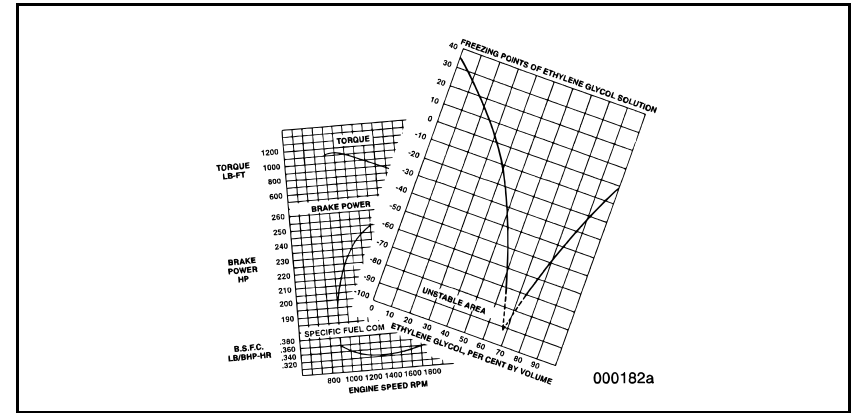 FREEZING POINTS OF ETHYLENE GLYCOL SOLUTION
40
30
20
10
0
-10
-20
-30
-40
-50
-60
-70
-80
-90
-100
UNSTABLE AREA
0 10 20 30 40 50 60 70 80 90
ETHYLENE GLYCOL, PER CENT BY VOLUME
TORQUE
TORQUE
LB-FT
1200
1000
800
600
BRAKE POWER
BRAKE
POWER
HP
260
250
240
230
220
210
200
190
SPECIFIC FUEL COM
B.S.F.C.
LB/BHP-HR
.380
.360
.340
.320
800 1000 1200 1400 1600 1800
ENGINE SPEED RPM
000182a